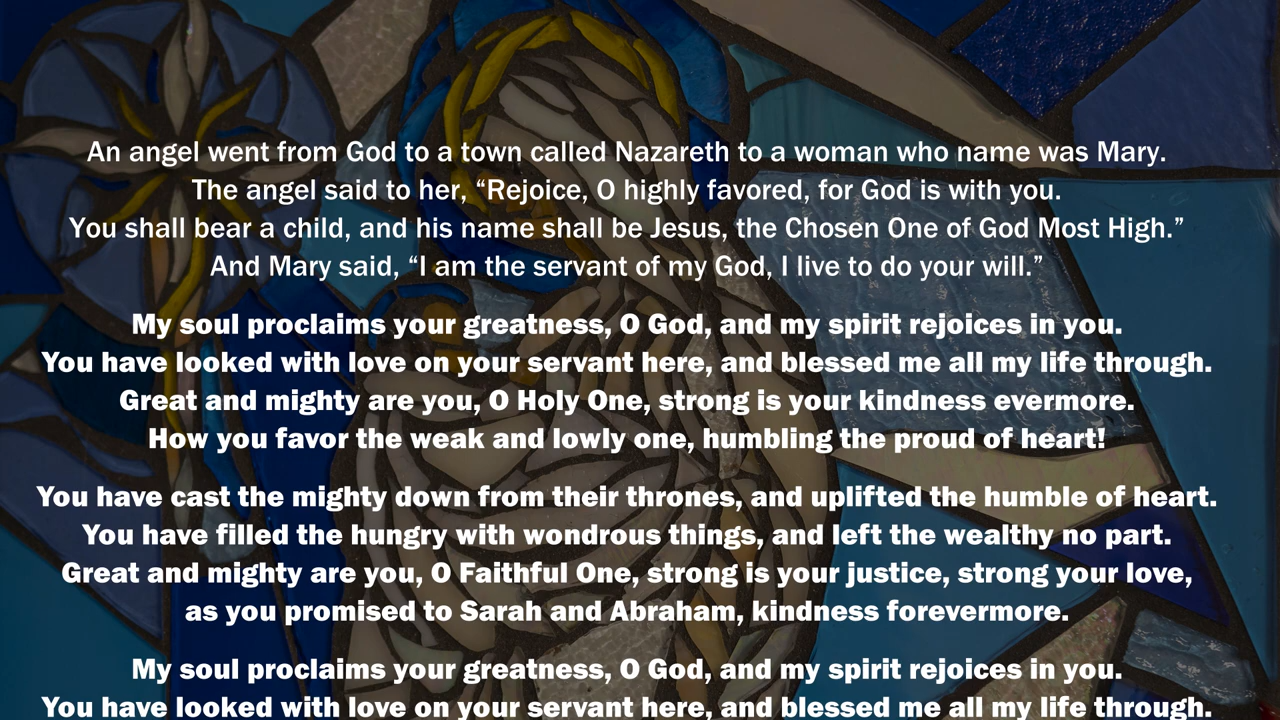 An angel went from God to a town called Nazareth to a woman who name was Mary.
The angel said to her, “Rejoice, O highly favored, for God is with you.
You shall bear a child, and his name shall be Jesus, the Chosen One of God Most High.”
And Mary said, “I am the servant of my God, I live to do your will.”
My soul proclaims your greatness, O God, and my spirit rejoices in you.
You have looked with love on your servant here, and blessed me all my life through.
Great and mighty are you, O Holy One, strong is your kindness evermore.
How you favor the weak and lowly one, humbling the proud of heart!
You have cast the mighty down from their thrones, and uplifted the humble of heart.
You have filled the hungry with wondrous things, and left the wealthy no part.
Great and mighty are you, O Faithful One, strong is your justice, strong your love,
as you promised to Sarah and Abraham, kindness forevermore.
My soul proclaims your greatness, O God, and my spirit rejoices in you.
You have looked with love on your servant here, and blessed me all my life through.